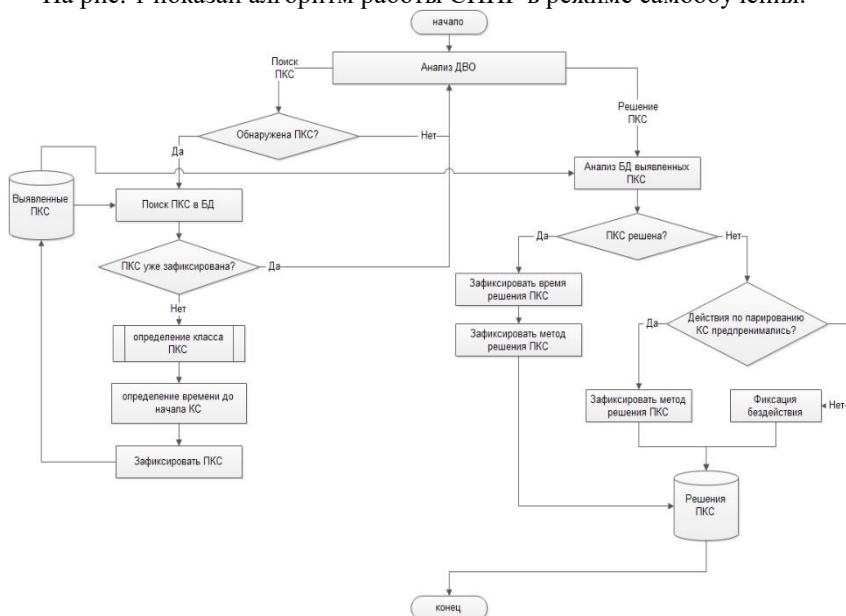 На рис. 1 показан алгоритм работы СППР в режиме самообучения.
начало
Анализ ДВО
Поиск
ПКС
Решение
ПКС
Обнаружена ПКС?
Нет
Да
Анализ БД выявленных
ПКС
Выявленные
ПКС
Поиск ПКС в БД
ПКС решена?
Да
Нет
ПКС уже зафиксирована?
Да
Нет
Зафиксировать время
решения ПКС
Зафиксировать метод
решения ПКС
Действия по парированию
КС предпренимались?
Да
Нет
определение класса
ПКС
определение времени до
начала КС
Зафиксировать ПКС
Зафиксировать метод
решения ПКС
Фиксация
бездействия
Решения
ПКС
конец